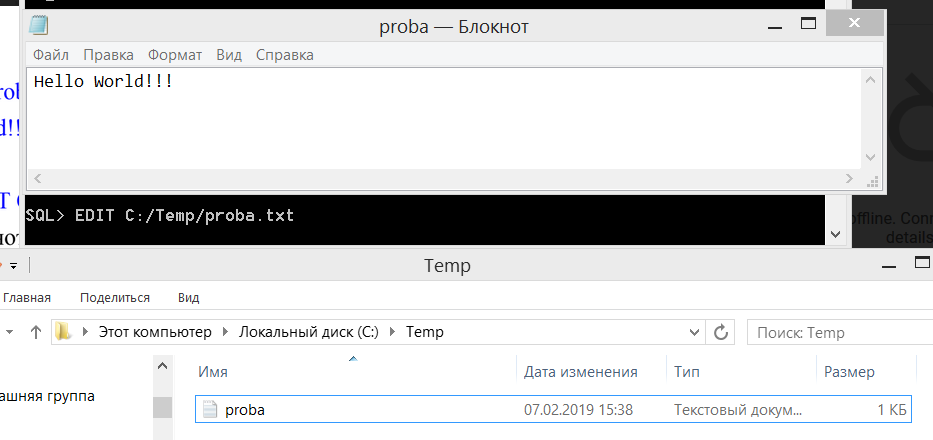 proba — Блокнот
Файл Правка Формат Вид Справка
Hello World!!!
SQL> EDIT C:/Temp/proba.txt
offline. Conn
details
Temp
Главная Поделиться Вид
Этот компьютер Локальный диск (C:) Temp
Поиск: Temp
Имя Дата изменения Тип Размер
ашняя группа
proba 07.02.2019 15:38 Текстовый докум... 1 КБ